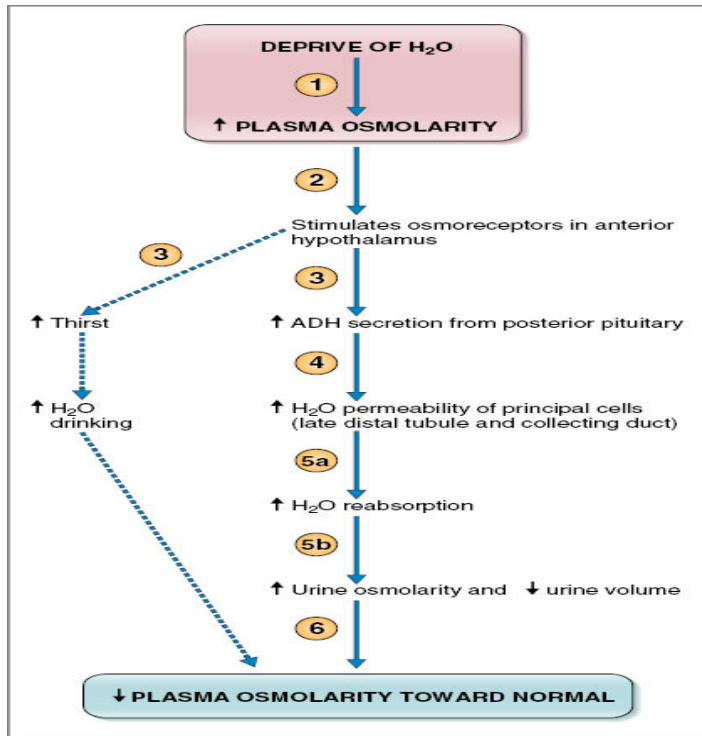 DEPRIVE OF H₂O
1
↑ PLASMA OSMOLARITY
2
Stimulates osmoreceptors in anterior
hypothalamus
3
3
↑ Thirst
↑ ADH secretion from posterior pituitary
4
↑ H₂O
drinking
↑ H₂O permeability of principal cells
(late distal tubule and collecting duct)
5a
↑ H₂O reabsorption
5b
↑ Urine osmolarity and ↓ urine volume
6
↓ PLASMA OSMOLARITY TOWARD NORMAL